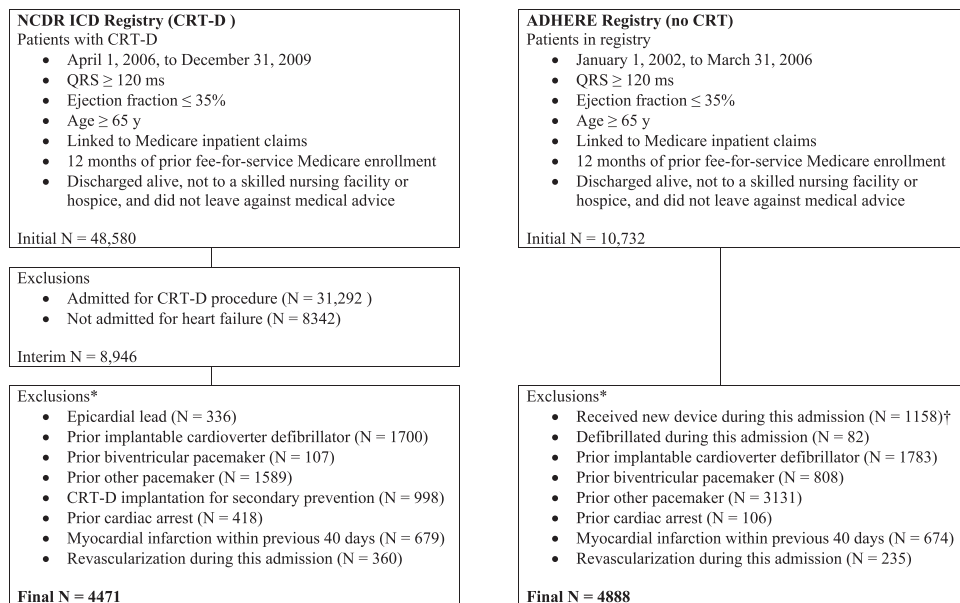 NCDR ICD Registry (CRT-D )
Patients with CRT-D
• April 1, 2006, to December 31, 2009
• QRS ≥ 120 ms
• Ejection fraction ≤ 35%
• Age ≥ 65 y
• Linked to Medicare inpatient claims
• 12 months of prior fee-for-service Medicare enrollment
• Discharged alive, not to a skilled nursing facility or
hospice, and did not leave against medical advice
Initial N = 48,580
Exclusions
• Admitted for CRT-D procedure (N = 31,292 )
• Not admitted for heart failure (N = 8342)
Interim N = 8,946
Exclusions*
• Epicardial lead (N = 336)
• Prior implantable cardioverter defibrillator (N = 1700)
• Prior biventricular pacemaker (N = 107)
• Prior other pacemaker (N = 1589)
• CRT-D implantation for secondary prevention (N = 998)
• Prior cardiac arrest (N = 418)
• Myocardial infarction within previous 40 days (N = 679)
• Revascularization during this admission (N = 360)
Final N = 4471
ADHERE Registry (no CRT)
Patients in registry
• January 1, 2002, to March 31, 2006
• QRS ≥ 120 ms
• Ejection fraction ≤ 35%
• Age ≥ 65 y
• Linked to Medicare inpatient claims
• 12 months of prior fee-for-service Medicare enrollment
• Discharged alive, not to a skilled nursing facility or
hospice, and did not leave against medical advice
Initial N = 10,732
Exclusions*
• Received new device during this admission (N = 1158)†
• Defibrillated during this admission (N = 82)
• Prior implantable cardioverter defibrillator (N = 1783)
• Prior biventricular pacemaker (N = 808)
• Prior other pacemaker (N = 3131)
• Prior cardiac arrest (N = 106)
• Myocardial infarction within previous 40 days (N = 674)
• Revascularization during this admission (N = 235)
Final N = 4888